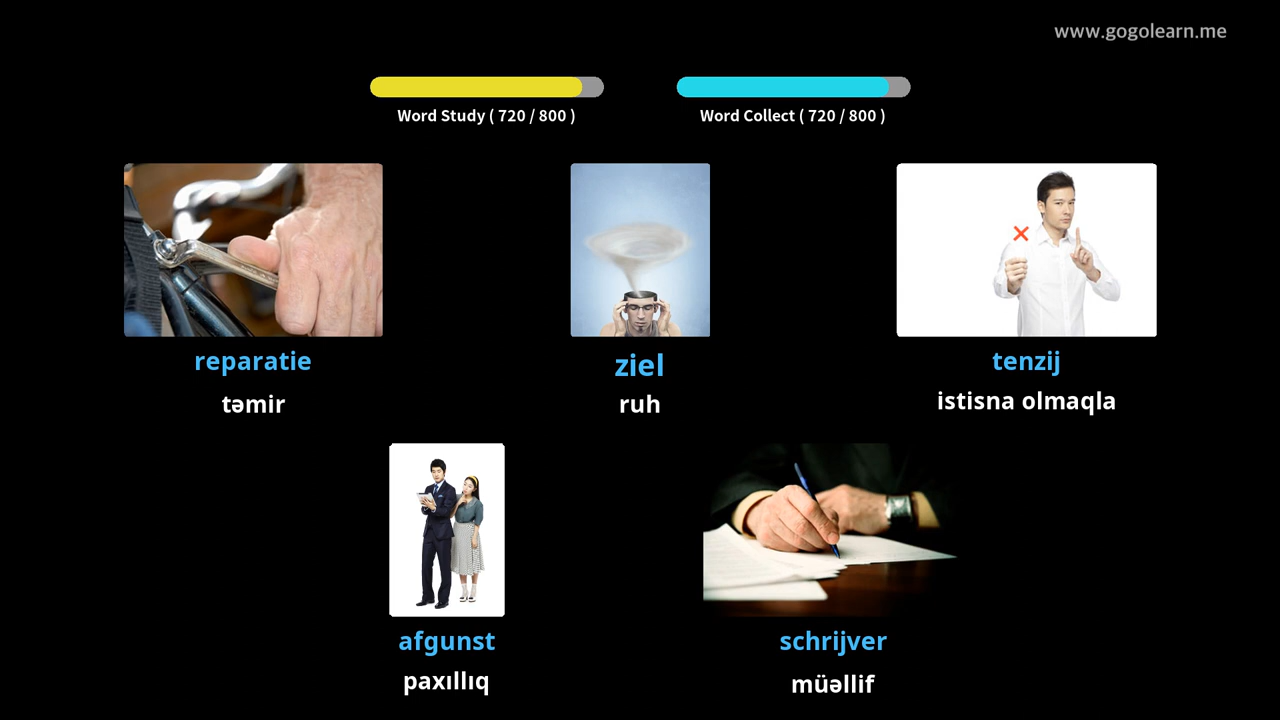 www.gogolearn.me
Word Study ( 720 / 800 )
Word Collect ( 720 / 800 )
reparatie
təmir
ziel
ruh
tenzij
istisna olmaqla
afgunst
paxıllıq
schrijver
müəllif